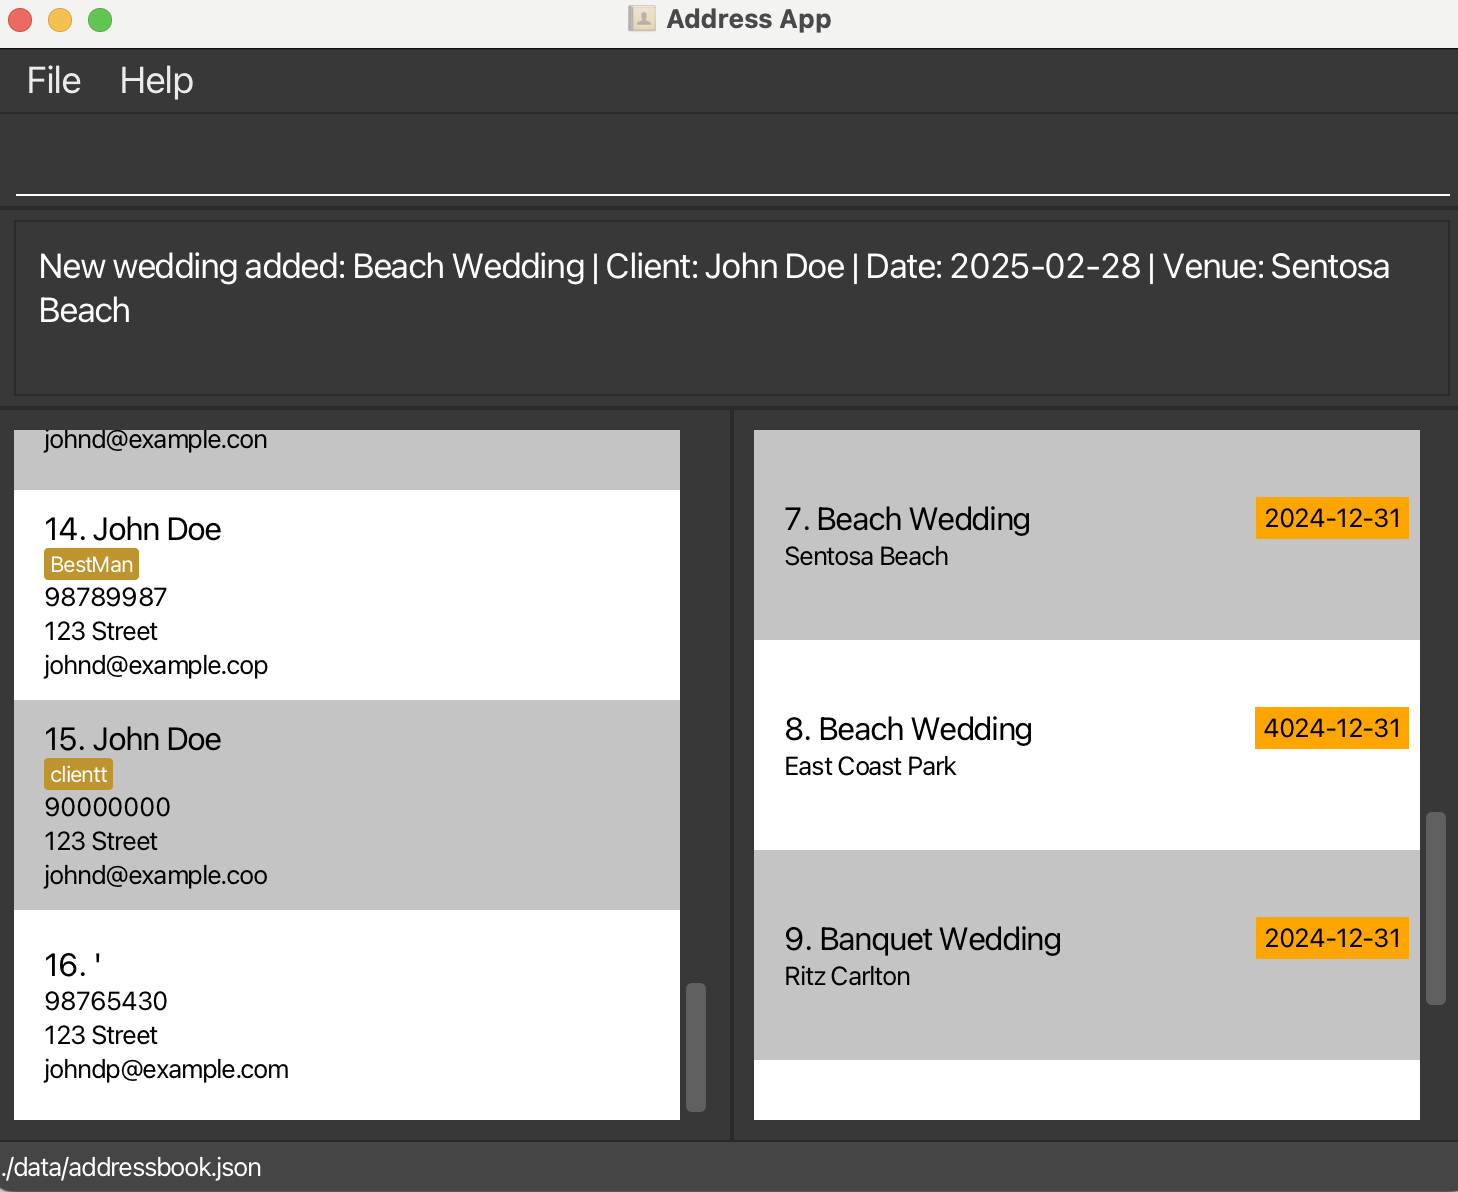 Address App
File Help
New wedding added: Beach Wedding | Client: John Doe | Date: 2025-02-28 | Venue: Sentosa
Beach
johnd@example.con
14. John Doe
BestMan
98789987
123 Street
johnd@example.cop
15. John Doe
clientt
90000000
123 Street
johnd@example.coo
16. '
98765430
123 Street
johndp@example.com
7. Beach Wedding
2024-12-31
Sentosa Beach
8. Beach Wedding
4024-12-31
East Coast Park
9. Banquet Wedding
2024-12-31
Ritz Carlton
./data/addressbook.json